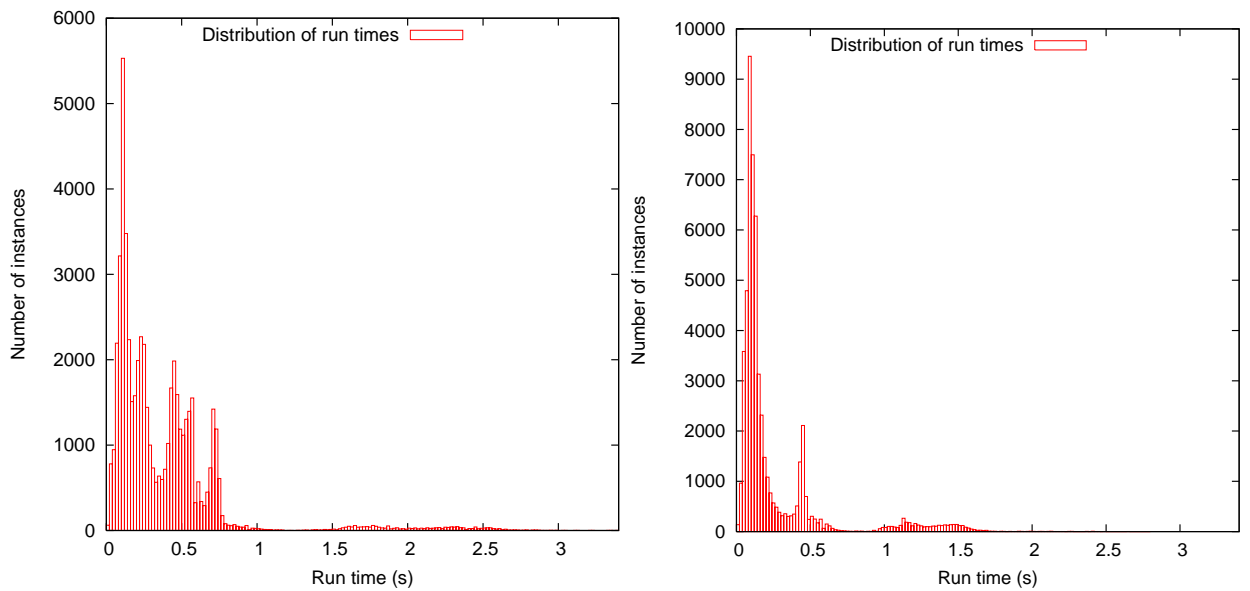 Distribution of run times
6000
5000
4000
3000
2000
1000
0
Number of instances
0 0.5 1 1.5 2 2.5 3
Run time (s)
Distribution of run times
10000
9000
8000
7000
6000
5000
4000
3000
2000
1000
0
Number of instances
0 0.5 1 1.5 2 2.5 3
Run time (s)